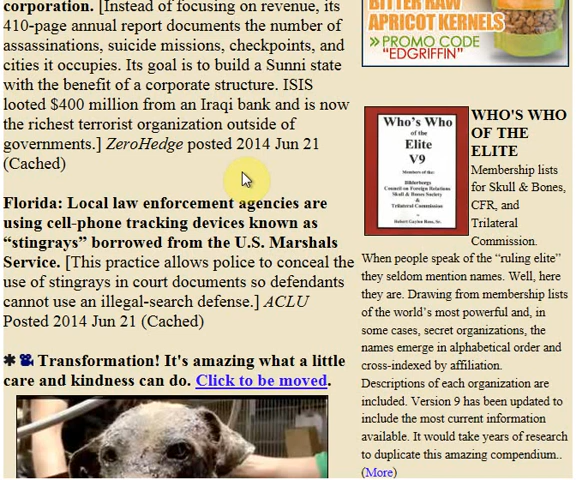 corporation. [Instead of focusing on revenue, its
410-page annual report documents the number of
assassinations, suicide missions, checkpoints, and
cities it occupies. Its goal is to build a Sunni state
with the benefit of a corporate structure. ISIS
looted $400 million from an Iraqi bank and is now
the richest terrorist organization outside of
governments.] ZeroHedge posted 2014 Jun 21
(Cached)
Florida: Local law enforcement agencies are
using cell-phone tracking devices known as
“stingrays” borrowed from the U.S. Marshals
Service. [This practice allows police to conceal the
use of stingrays in court documents so defendants
cannot use an illegal-search defense.] ACLU
Posted 2014 Jun 21 (Cached)
✱ Transformation! It's amazing what a little
care and kindness can do. Click to be moved.
BITTER RAW
APRICOT KERNELS
» PROMO CODE
"EDGRIFFIN"
Who's Who
of the
Elite
V9
Members of the:
Bilderbergs
Council on Foreign Relations
Skull & Bones Society
&
Trilateral Commission
by
Robert Gaylon Ross, Sr.
WHO'S WHO
OF THE
ELITE
Membership lists
for Skull & Bones,
CFR, and
Trilateral
Commission.
When people speak of the “ruling elite”
they seldom mention names. Well, here
they are. Drawing from membership lists
of the world’s most powerful and, in
some cases, secret organizations, the
names emerge in alphabetical order and
cross-indexed by affiliation.
Descriptions of each organization are
included. Version 9 has been updated to
include the most current information
available. It would take years of research
to duplicate this amazing compendium..
(More)